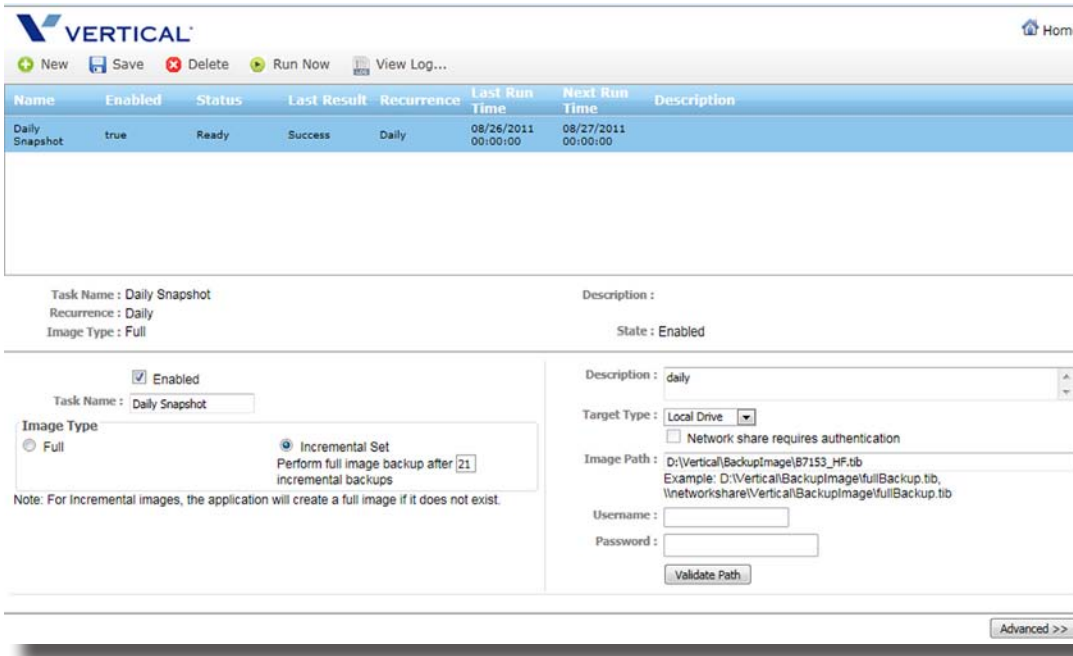 VERTICAL
Home
New Save Delete Run Now View Log...
Name Enabled Status Last Result Recurrence Last Run Time Next Run Time Description
Daily Snapshot true Ready Success Daily 08/26/2011 00:00:00 08/27/2011 00:00:00
Task Name : Daily Snapshot
Recurrence : Daily
Image Type : Full
Description :
State : Enabled
Enabled
Task Name : Daily Snapshot
Image Type
Full
Incremental Set
Perform full image backup after 21
incremental backups
Note: For Incremental images, the application will create a full image if it does not exist.
Description : daily
Target Type : Local Drive
Network share requires authentication
Image Path : D:\Vertical\BackupImage\B7153_HF.tib
Example: D:\Vertical\BackupImage\fullBackup.tib,
\\networkshare\Vertical\BackupImage\fullBackup.tib
Username :
Password :
Validate Path
Advanced >>